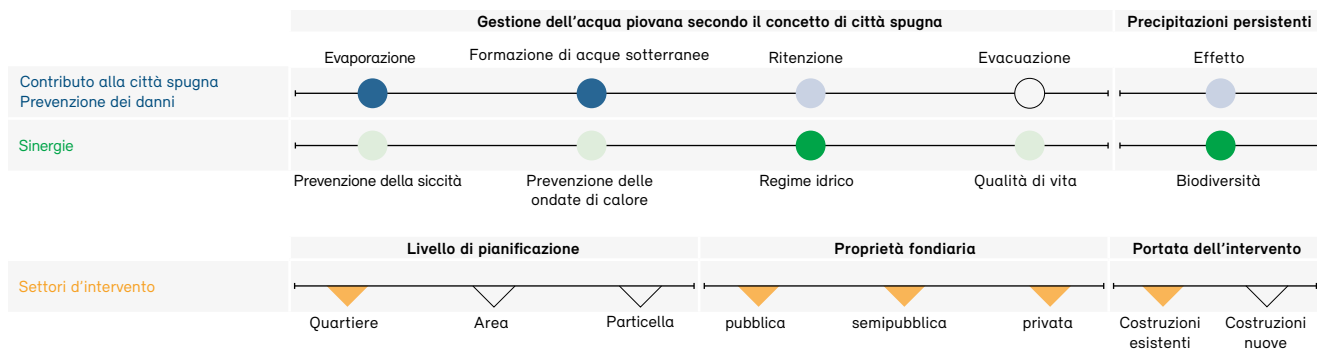 Gestione dell'acqua piovana secondo il concetto di città spugna
Precipitazioni persistenti
Evaporazione
Formazione di acque sotterranee
Ritenzione
Evacuazione
Effetto
Contributo alla città spugna
Prevenzione dei danni
Sinergie
Prevenzione della siccità
Prevenzione delle
ondate di calore
Regime idrico
Qualità di vita
Biodiversità
Livello di pianificazione
Proprietà fondiaria
Portata dell'intervento
Settori d'intervento
Quartiere
Area
Particella
pubblica
semipubblica
privata
Costruzioni
esistenti
Costruzioni
nuove